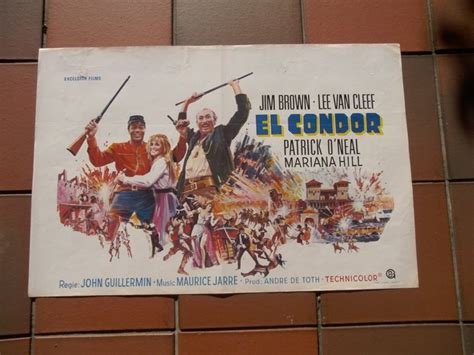 EXCELSIOR FILMS
JIM BROWN · LEE VAN CLEEF
EL CONDOR
PATRICK O'NEAL
MARIANA HILL
Regie: JOHN GUILLERMIN - Music: MAURICE JARRE - Prod: ANDRE DE TOTH - TECHNICOLOR